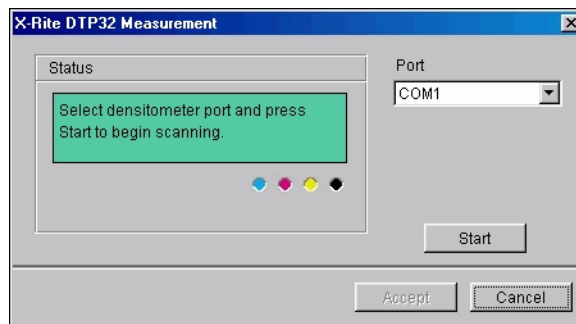 X-Rite DTP32 Measurement
Status
Select densitometer port and press
Start to begin scanning.
Port
COM1
Start
Accept
Cancel